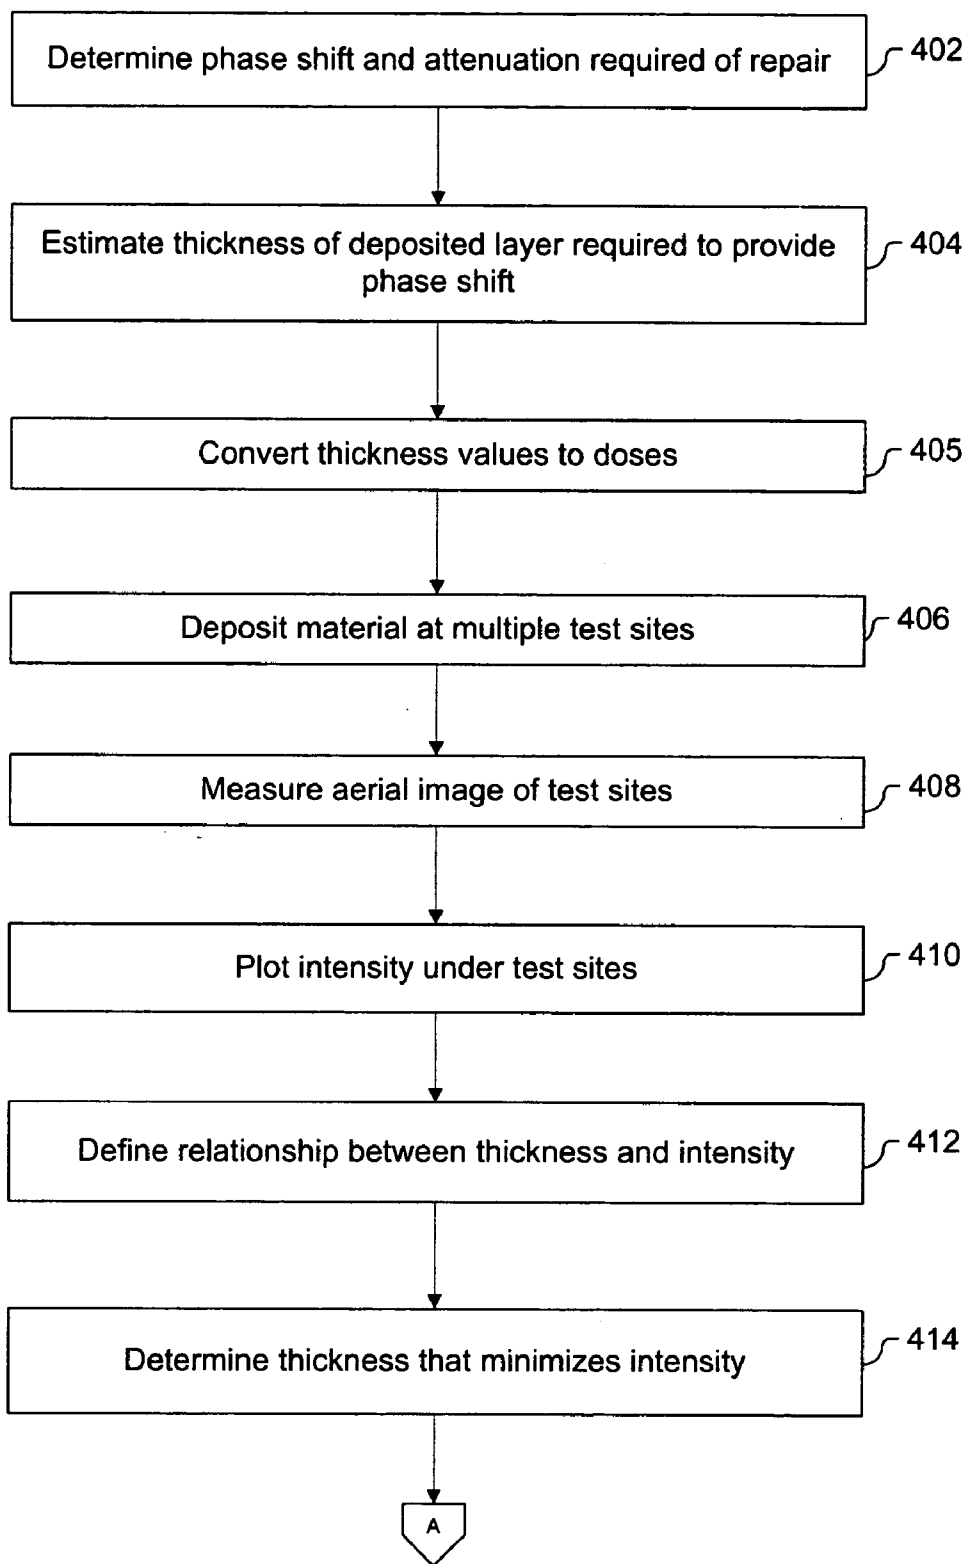 Determine phase shift and attenuation required of repair
402
Estimate thickness of deposited layer required to provide
phase shift
404
Convert thickness values to doses
405
Deposit material at multiple test sites
406
Measure aerial image of test sites
408
Plot intensity under test sites
410
Define relationship between thickness and intensity
412
Determine thickness that minimizes intensity
414
A